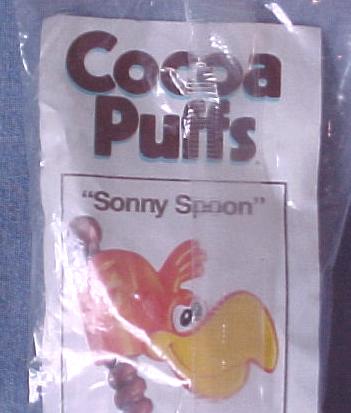 Cocoa
Puffs
"Sonny Spoon"